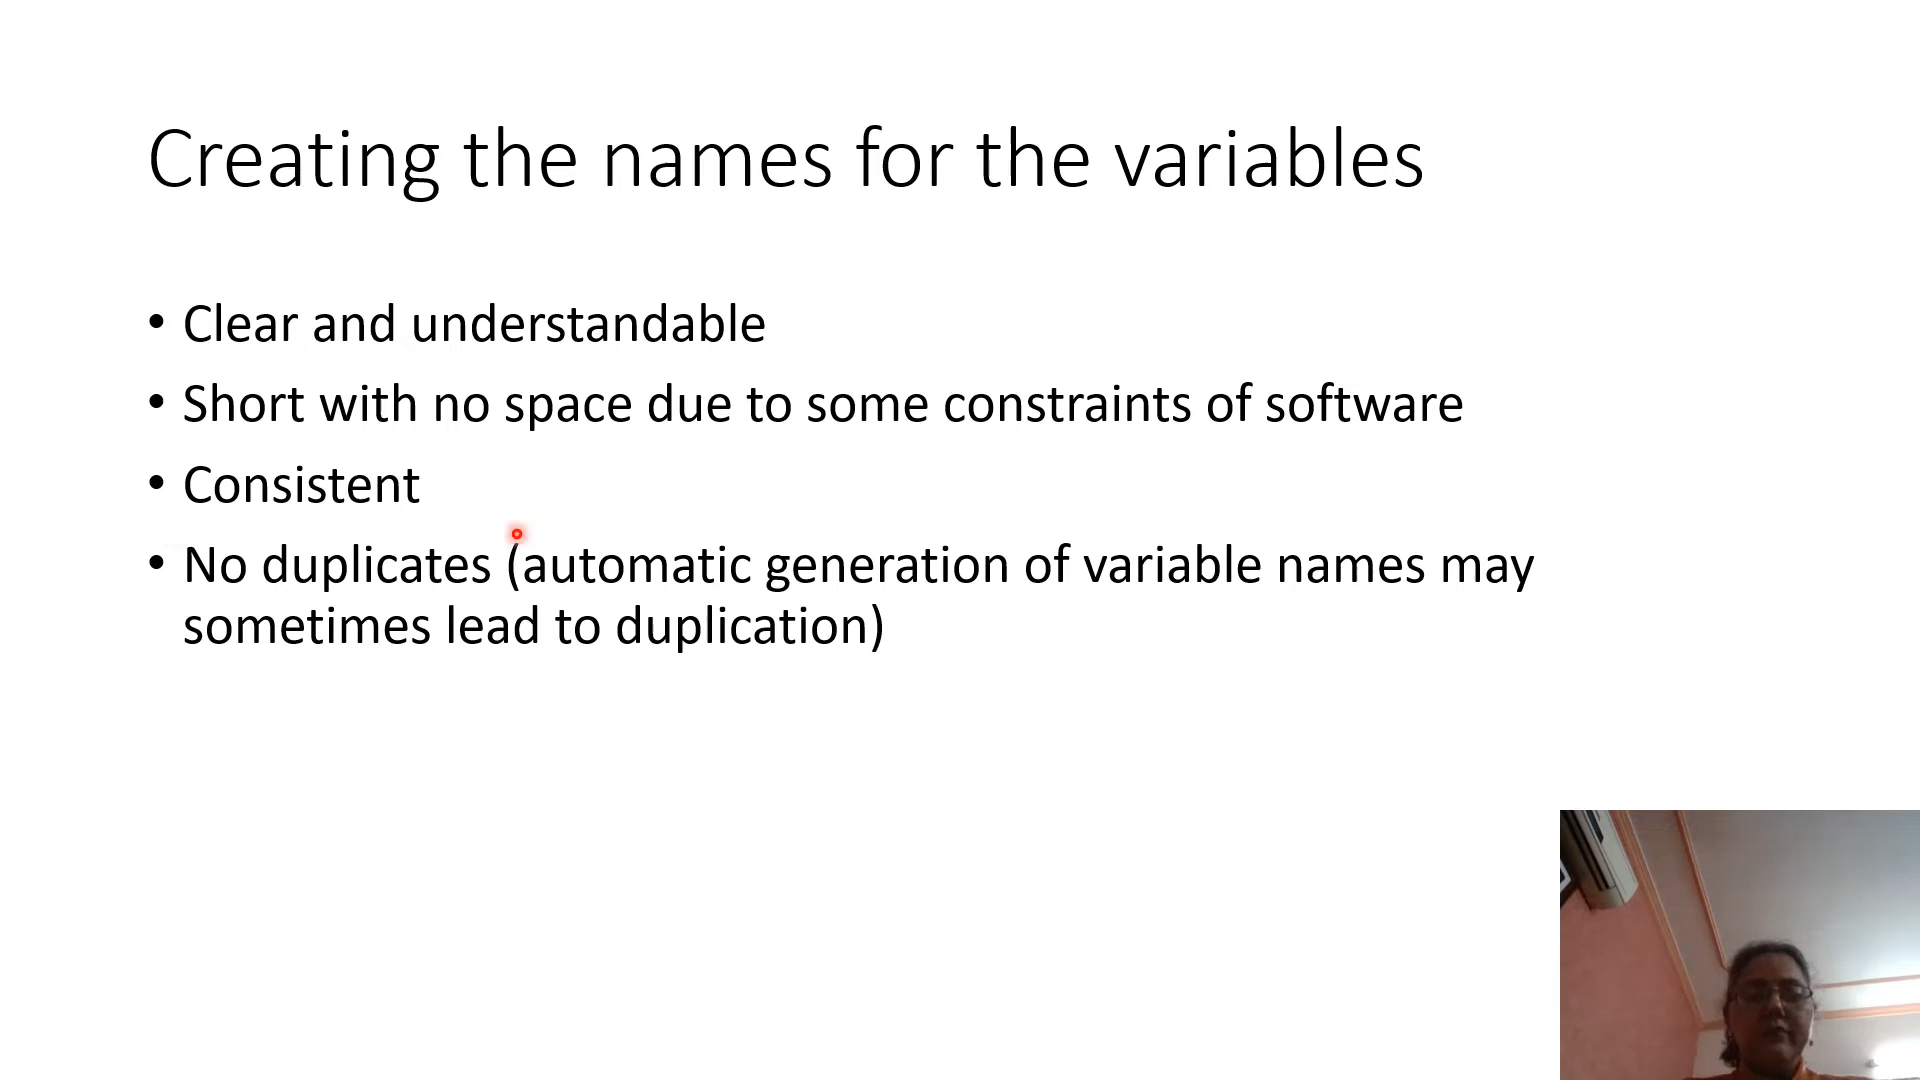 Creating the names for the variables
• Clear and understandable
• Short with no space due to some constraints of software
• Consistent
• No duplicates (automatic generation of variable names may
sometimes lead to duplication)